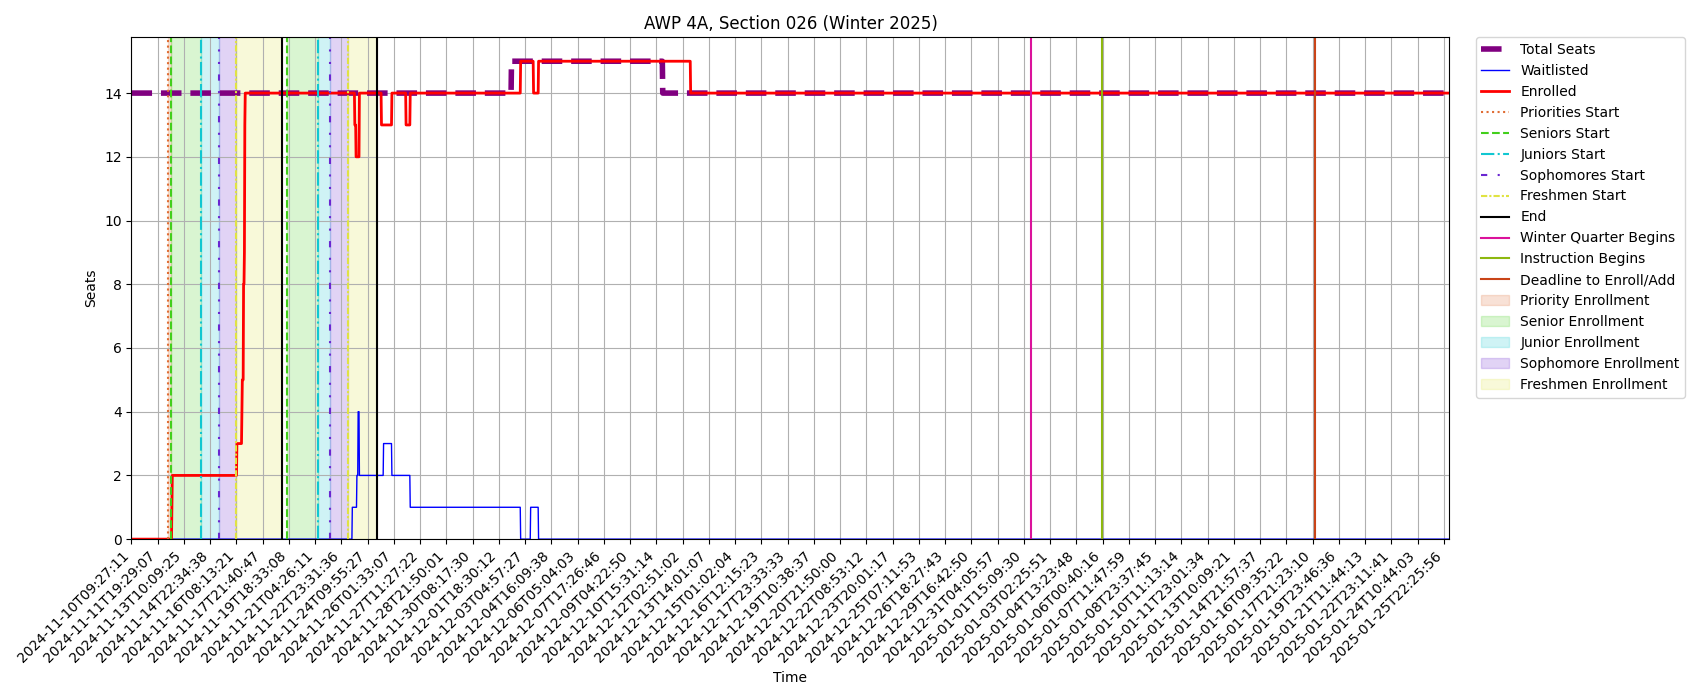 AWP 4A, Section 026 (Winter 2025)
Seats
14
12
10
8
6
4
2
0
2024-11-10T09:27:11
2024-11-11T19:29:07
2024-11-13T10:09:25
2024-11-14T22:34:38
2024-11-16T08:13:21
2024-11-17T21:40:47
2024-11-19T18:33:08
2024-11-21T04:26:11
2024-11-22T22:31:36
2024-11-24T09:55:27
2024-11-26T01:33:07
2024-11-27T11:27:22
2024-11-28T21:50:01
2024-11-30T08:17:30
2024-12-01T18:30:12
2024-12-03T04:57:27
2024-12-04T16:09:38
2024-12-06T05:04:03
2024-12-07T17:26:46
2024-12-09T04:22:50
2024-12-10T15:31:14
2024-12-12T02:51:02
2024-12-13T14:01:07
2024-12-15T01:02:04
2024-12-16T12:15:23
2024-12-17T23:33:33
2024-12-19T10:38:37
2024-12-20T21:50:00
2024-12-22T08:53:12
2024-12-23T20:01:17
2024-12-25T07:11:53
2024-12-26T18:27:43
2024-12-29T16:42:50
2024-12-31T04:05:57
2025-01-01T15:09:30
2025-01-03T02:25:51
2025-01-04T13:23:48
2025-01-06T00:40:16
2025-01-07T11:47:59
2025-01-08T23:37:45
2025-01-10T11:13:14
2025-01-11T23:01:34
2025-01-13T10:09:21
2025-01-14T21:57:37
2025-01-16T09:35:22
2025-01-17T21:23:10
2025-01-19T23:46:36
2025-01-21T11:44:13
2025-01-22T23:11:41
2025-01-24T10:44:03
2025-01-25T22:25:56
Time
Total Seats
Waitlisted
Enrolled
Priorities Start
Seniors Start
Juniors Start
Sophomores Start
Freshmen Start
End
Winter Quarter Begins
Instruction Begins
Deadline to Enroll/Add
Priority Enrollment
Senior Enrollment
Junior Enrollment
Sophomore Enrollment
Freshmen Enrollment